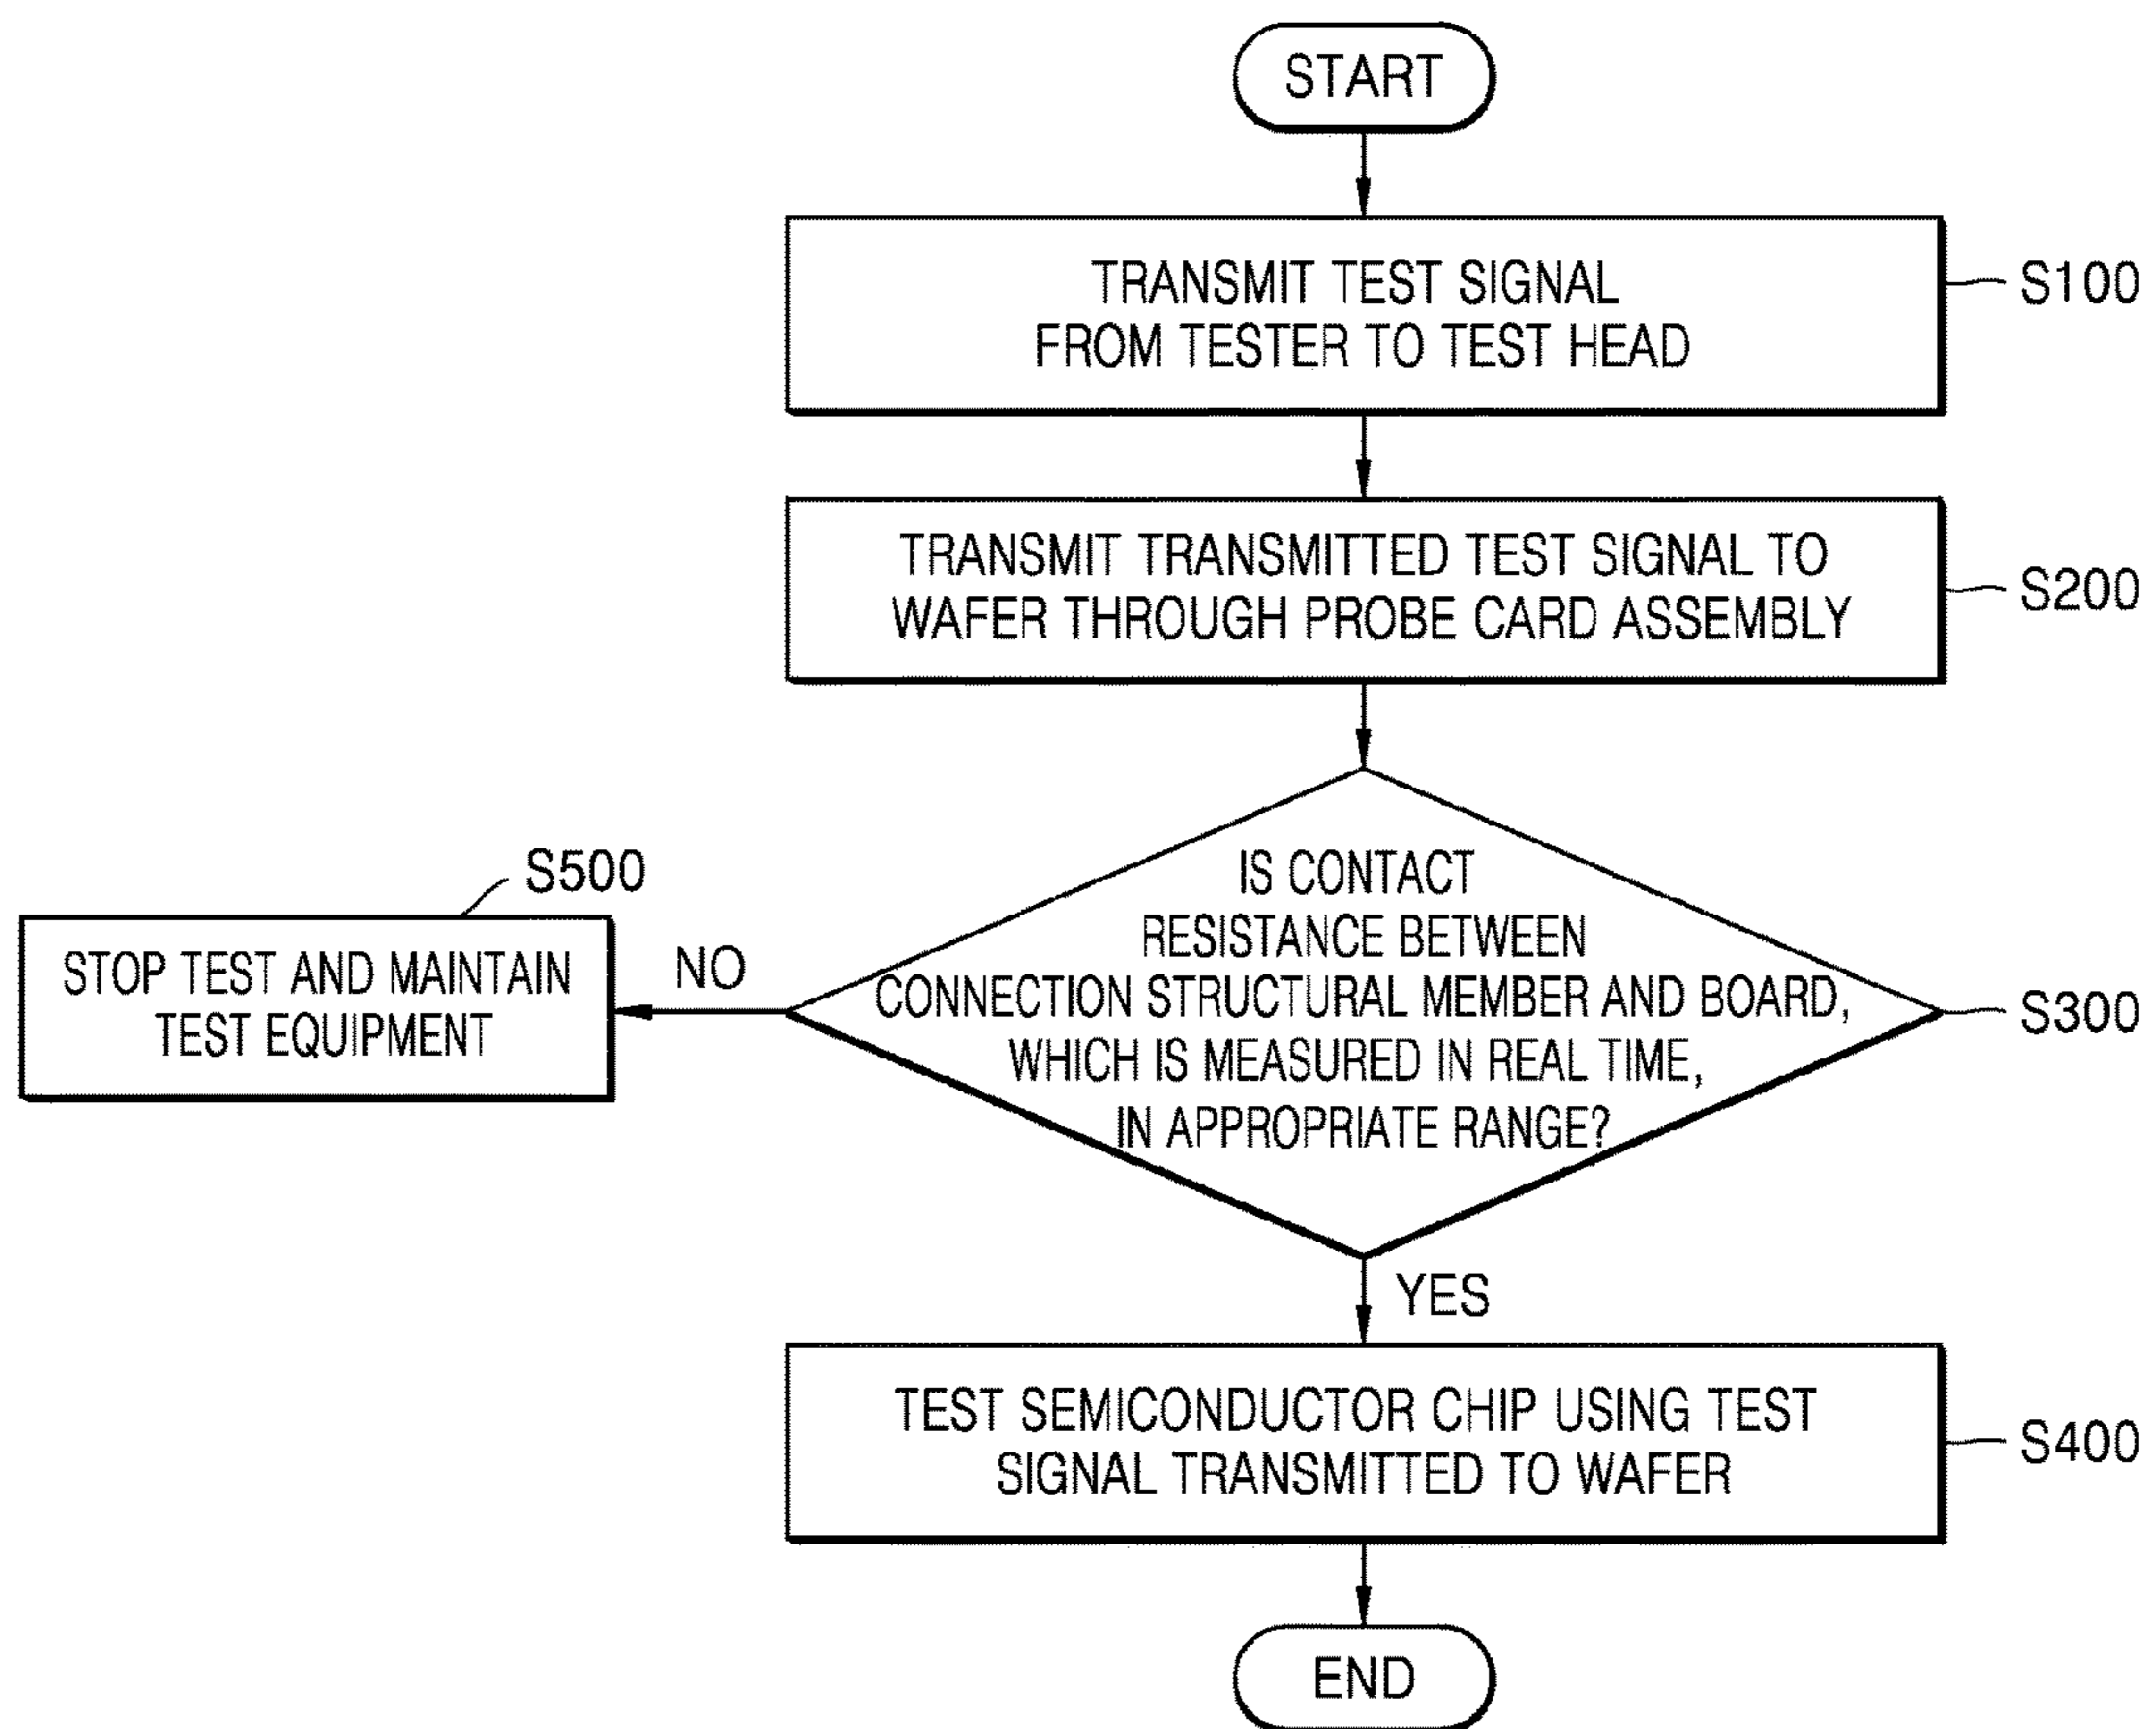 START
TRANSMIT TEST SIGNAL
FROM TESTER TO TEST HEAD
S100
TRANSMIT TRANSMITTED TEST SIGNAL TO
WAFER THROUGH PROBE CARD ASSEMBLY
S200
IS CONTACT
RESISTANCE BETWEEN
CONNECTION STRUCTURAL MEMBER AND BOARD,
WHICH IS MEASURED IN REAL TIME,
IN APPROPRIATE RANGE?
S300
NO
S500
STOP TEST AND MAINTAIN
TEST EQUIPMENT
YES
TEST SEMICONDUCTOR CHIP USING TEST
SIGNAL TRANSMITTED TO WAFER
S400
END